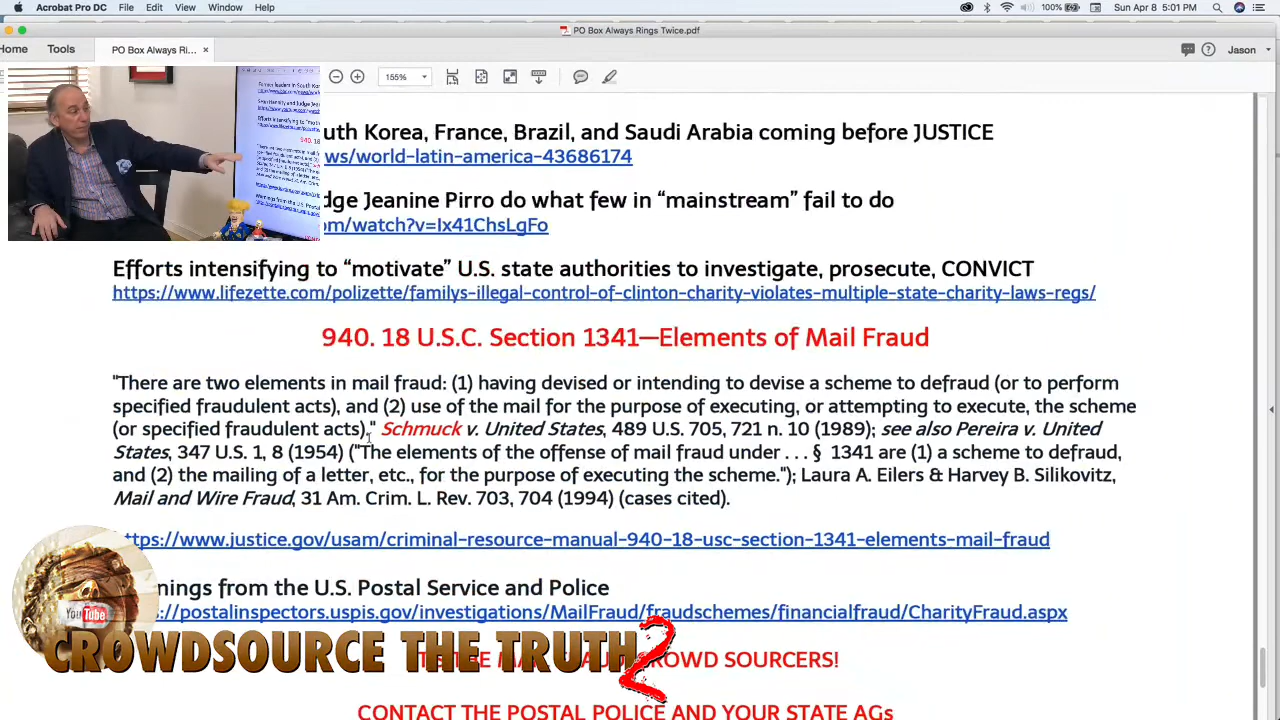 Acrobat Pro DC File Edit View Window Help 100% Sun Apr 8 5:01 PM
PO Box Always Rings Twice.pdf
Home Tools PO Box Always Ri... × Jason
155%
uth Korea, France, Brazil, and Saudi Arabia coming before JUSTICE
ws/world-latin-america-43686174
dge Jeanine Pirro do what few in “mainstream” fail to do
om/watch?v=Ix41ChsLgFo
Efforts intensifying to “motivate” U.S. state authorities to investigate, prosecute, CONVICT
https://www.lifezette.com/polizette/familys-illegal-control-of-clinton-charity-violates-multiple-state-charity-laws-regs/
940. 18 U.S.C. Section 1341—Elements of Mail Fraud
"There are two elements in mail fraud: (1) having devised or intending to devise a scheme to defraud (or to perform
specified fraudulent acts), and (2) use of the mail for the purpose of executing, or attempting to execute, the scheme
(or specified fraudulent acts)," Schmuck v. United States, 489 U.S. 705, 721 n. 10 (1989); see also Pereira v. United
States, 347 U.S. 1, 8 (1954) ("The elements of the offense of mail fraud under . . . § 1341 are (1) a scheme to defraud,
and (2) the mailing of a letter, etc., for the purpose of executing the scheme."); Laura A. Eilers & Harvey B. Silikovitz,
Mail and Wire Fraud, 31 Am. Crim. L. Rev. 703, 704 (1994) (cases cited).
ttps://www.justice.gov/usam/criminal-resource-manual-940-18-usc-section-1341-elements-mail-fraud
nings from the U.S. Postal Service and Police
://postalinspectors.uspis.gov/investigations/MailFraud/fraudschemes/financialfraud/CharityFraud.aspx
YouTube
CROWDSOURCE THE TRUTH 2
CROWD SOURCERS!
CONTACT THE POSTAL POLICE AND YOUR STATE AGs